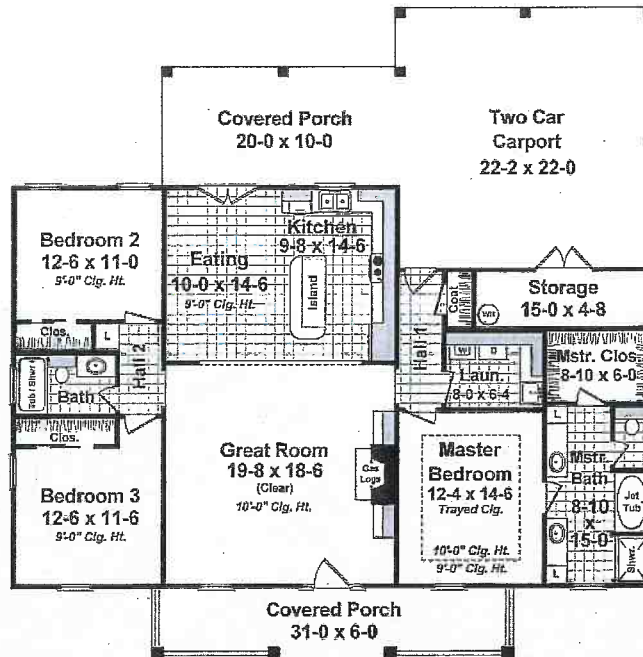 Covered Porch
20-0 x 10-0
Two Car
Carport
22-2 x 22-0
Bedroom 2
12-6 x 11-0
9'-0" Clg. Ht.
Kitchen
9-8 x 14-6
Eating
10-0 x 14-6
9'-0" Clg. Ht.
Island
Hall 1
Coat
Storage
15-0 x 4-8
WH
Clos.
L
Hall 2
Tub / Shwr
Bath
Clos.
W
Laun.
8-0 x 6-4
Mstr. Clos.
8-10 x 6-0
Great Room
19-8 x 18-6
(Clear)
10'-0" Clg. Ht.
Gas
Logs
Master
Bedroom
12-4 x 14-6
Trayed Clg.
10'-0" Clg. Ht.
9'-0" Clg. Ht.
L
Mstr.
Bath
8-10
x
15-0
Jet
Tub
Shwr.
L
Bedroom 3
12-6 x 11-6
9'-0" Clg. Ht.
Covered Porch
31-0 x 6-0